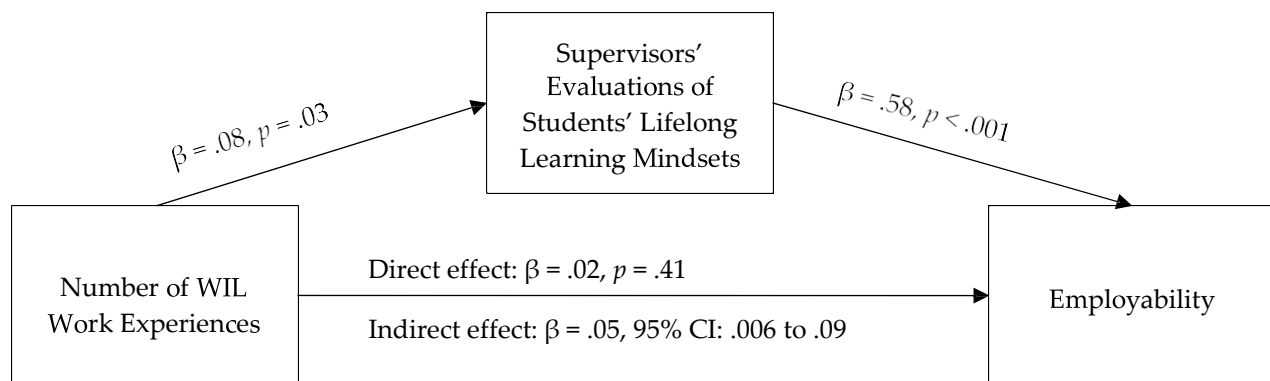 Supervisors’
Evaluations of
Students’ Lifelong
Learning Mindsets
β = .08, p = .03
β = .58, p < .001
Number of WIL
Work Experiences
Direct effect: β = .02, p = .41
Indirect effect: β = .05, 95% CI: .006 to .09
Employability